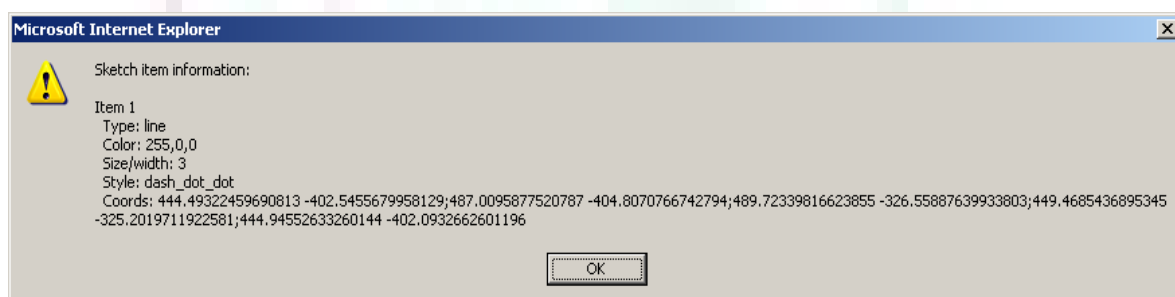 Microsoft Internet Explorer
Sketch item information:
Item 1
Type: line
Color: 255,0,0
Size/width: 3
Style: dash_dot_dot
Coords: 444.49322459690813 -402.5455679958129;487.0095877520787 -404.8070766742794;489.72339816623855 -326.55887639933803;449.4685436895345
-325.2019711922581;444.94552633260144 -402.0932662601196
OK